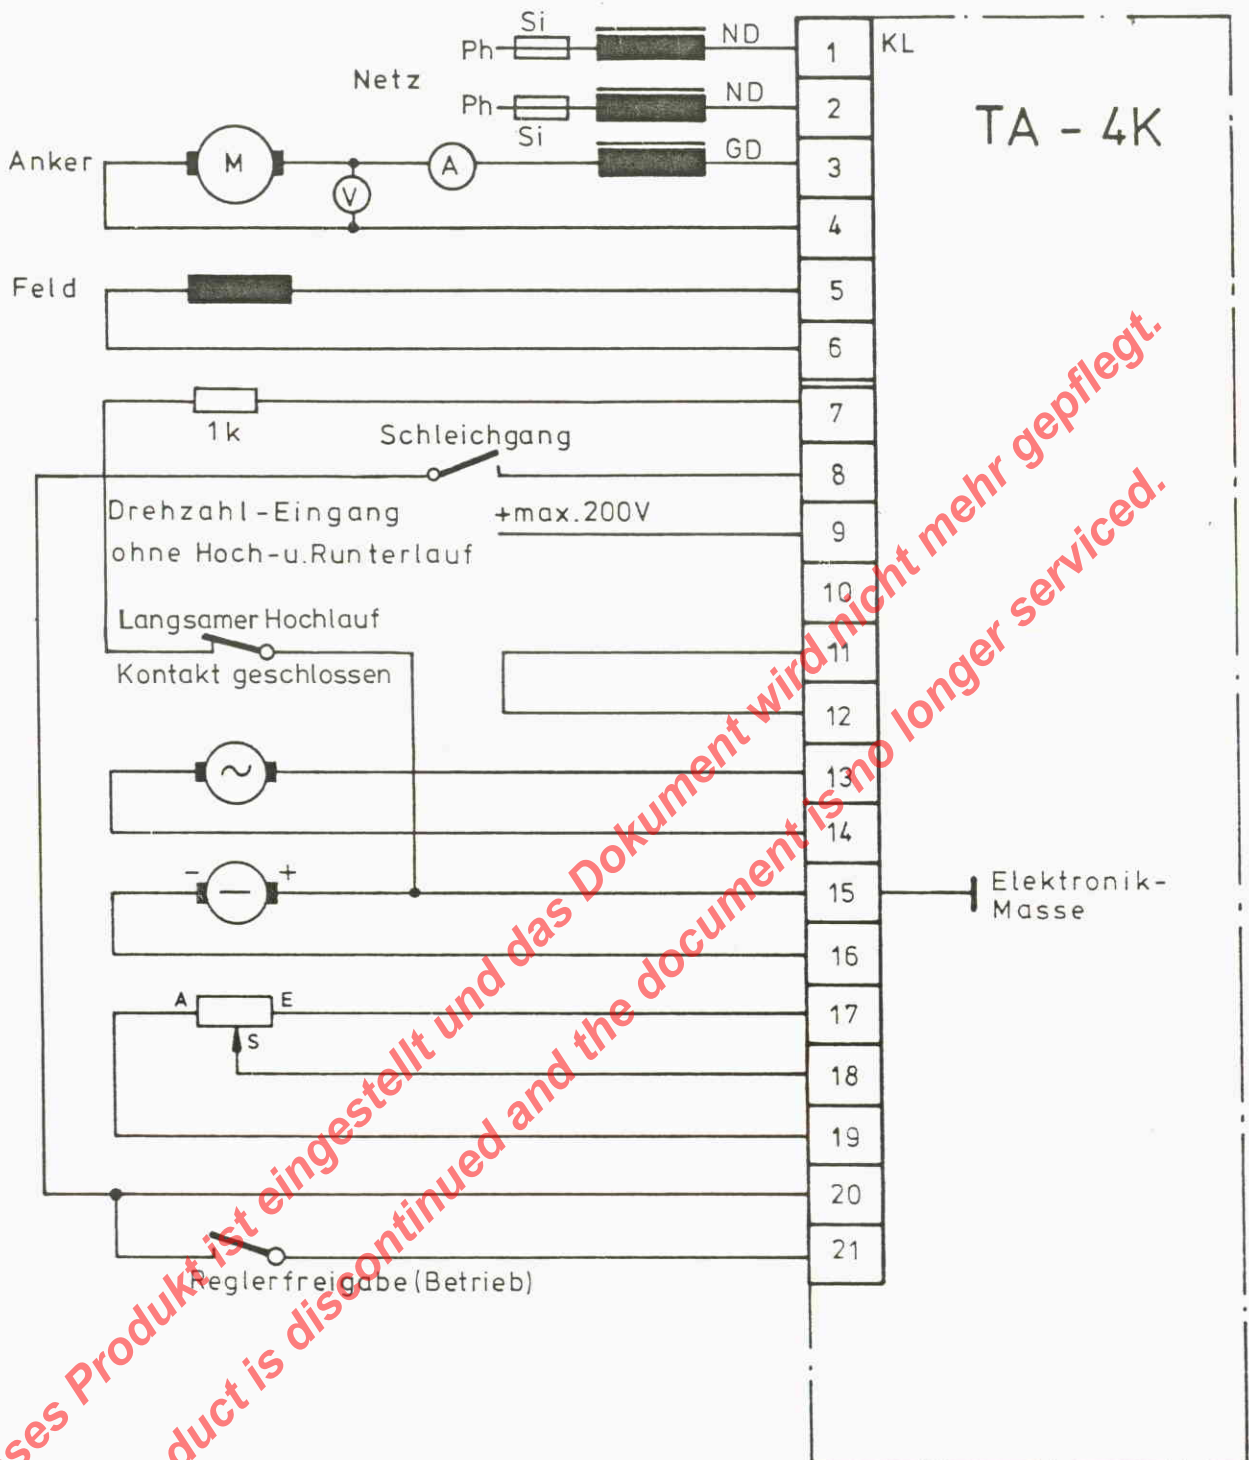 Si
Ph
ND
1
KL
Netz
Ph
ND
2
Si
TA - 4K
Anker
M
A
GD
3
V
4
Feld
5
6
7
1k
Schleichgang
8
Drehzahl-Eingang
+max.200V
9
ohne Hoch-u.Runterlauf
10
Langsamer Hochlauf
11
Kontakt geschlossen
12
~
13
14
- +
—
15
Elektronik-
Masse
16
A
E
17
S
18
19
20
21
Reglerfreigabe(Betrieb)
ses Produkt ist eingestellt und das Dokument wird nicht mehr gepflegt.
duct is discontinued and the document is no longer serviced.